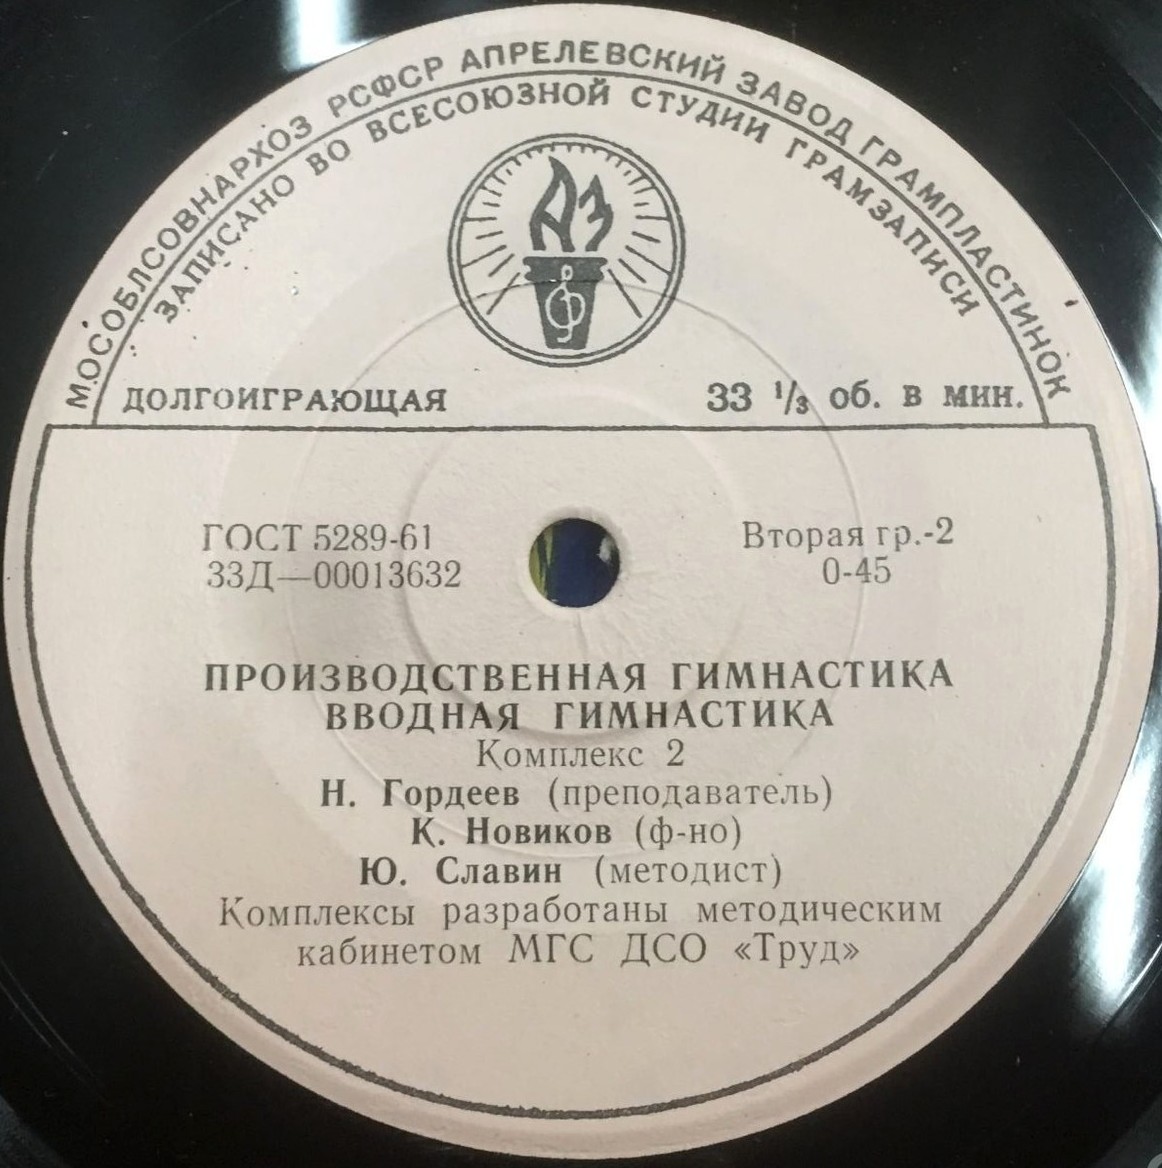 МОСОБЛСОВНАРХОЗ РСФСР АПРЕЛЕВСКИЙ ЗАВОД ГРАМПЛАСТИНОК
ЗАПИСАНО ВО ВСЕСОЮЗНОЙ СТУДИИ ГРАМЗАПИСИ
АЗ
ДОЛГОИГРАЮЩАЯ 33 1/3 об. в мин.
ГОСТ 5289-61 Вторая гр.-2
33Д—00013632 0-45
ПРОИЗВОДСТВЕННАЯ ГИМНАСТИКА
ВВОДНАЯ ГИМНАСТИКА
Комплекс 2
Н. Гордеев (преподаватель)
К. Новиков (ф-но)
Ю. Славин (методист)
Комплексы разработаны методическим
кабинетом МГС ДСО «Труд»